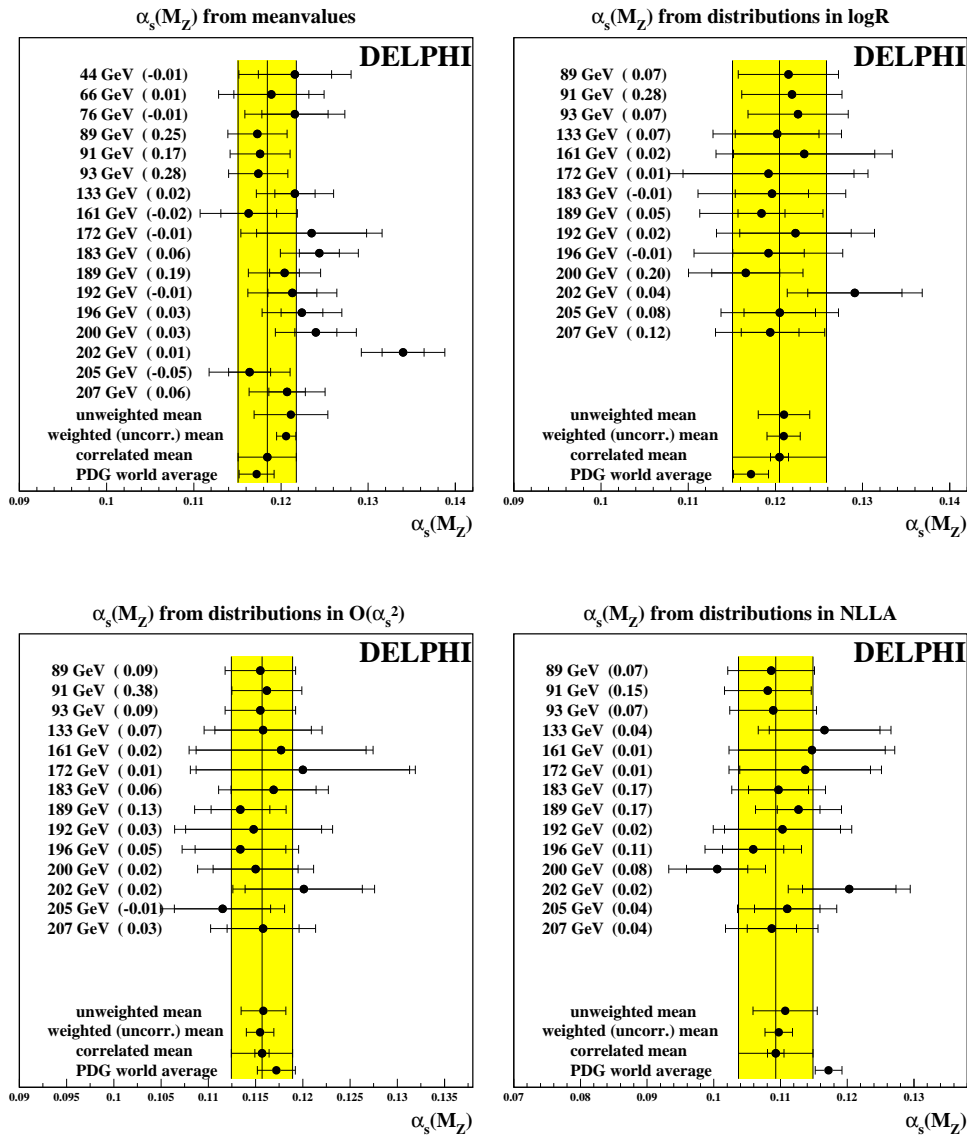 αs(MZ) from meanvalues
DELPHI
44 GeV (-0.01)
66 GeV ( 0.01)
76 GeV (-0.01)
89 GeV ( 0.25)
91 GeV ( 0.17)
93 GeV ( 0.28)
133 GeV ( 0.02)
161 GeV (-0.02)
172 GeV (-0.01)
183 GeV ( 0.06)
189 GeV ( 0.19)
192 GeV (-0.01)
196 GeV ( 0.03)
200 GeV ( 0.03)
202 GeV ( 0.01)
205 GeV (-0.05)
207 GeV ( 0.06)
unweighted mean
weighted (uncorr.) mean
correlated mean
PDG world average
0.09 0.1 0.11 0.12 0.13 0.14
αs(MZ)
αs(MZ) from distributions in logR
DELPHI
89 GeV ( 0.07)
91 GeV ( 0.28)
93 GeV ( 0.07)
133 GeV ( 0.07)
161 GeV ( 0.02)
172 GeV ( 0.01)
183 GeV (-0.01)
189 GeV ( 0.05)
192 GeV ( 0.02)
196 GeV (-0.01)
200 GeV ( 0.20)
202 GeV ( 0.04)
205 GeV ( 0.08)
207 GeV ( 0.12)
unweighted mean
weighted (uncorr.) mean
correlated mean
PDG world average
0.09 0.1 0.11 0.12 0.13 0.14
αs(MZ)
αs(MZ) from distributions in O(αs²)
DELPHI
89 GeV ( 0.09)
91 GeV ( 0.38)
93 GeV ( 0.09)
133 GeV ( 0.07)
161 GeV ( 0.02)
172 GeV ( 0.01)
183 GeV ( 0.06)
189 GeV ( 0.13)
192 GeV ( 0.03)
196 GeV ( 0.05)
200 GeV ( 0.02)
202 GeV ( 0.02)
205 GeV (-0.01)
207 GeV ( 0.03)
unweighted mean
weighted (uncorr.) mean
correlated mean
PDG world average
0.09 0.095 0.1 0.105 0.11 0.115 0.12 0.125 0.13 0.135
αs(MZ)
αs(MZ) from distributions in NLLA
DELPHI
89 GeV (0.07)
91 GeV (0.15)
93 GeV (0.07)
133 GeV (0.04)
161 GeV (0.01)
172 GeV (0.01)
183 GeV (0.17)
189 GeV (0.17)
192 GeV (0.02)
196 GeV (0.11)
200 GeV (0.08)
202 GeV (0.02)
205 GeV (0.04)
207 GeV (0.04)
unweighted mean
weighted (uncorr.) mean
correlated mean
PDG world average
0.07 0.08 0.09 0.1 0.11 0.12 0.13
αs(MZ)